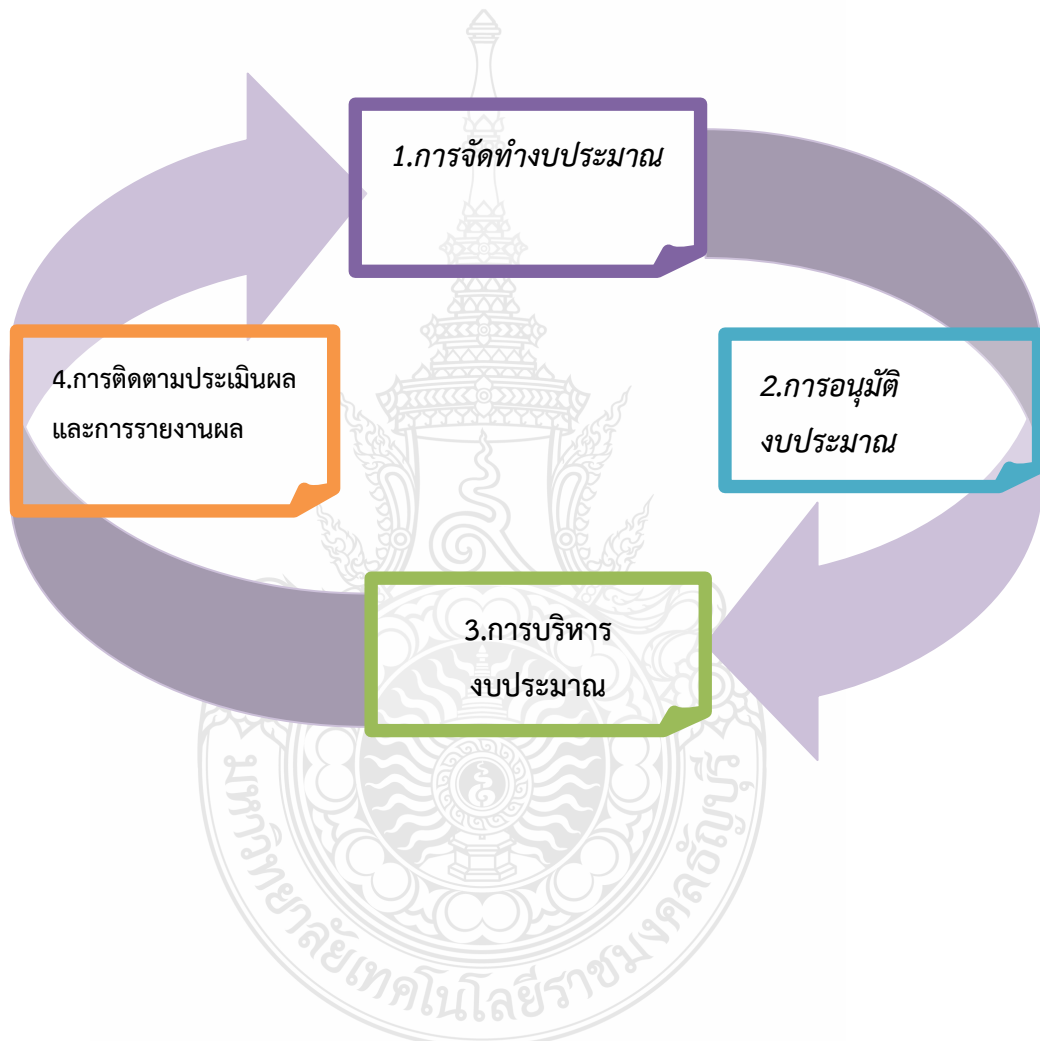 1.การจัดทำงบประมาณ
2.การอนุมัติ
งบประมาณ
3.การบริหาร
งบประมาณ
4.การติดตามประเมินผล
และการรายงานผล
มหาวิทยาลัยเทคโนโลยีราชมงคลธัญบุรี